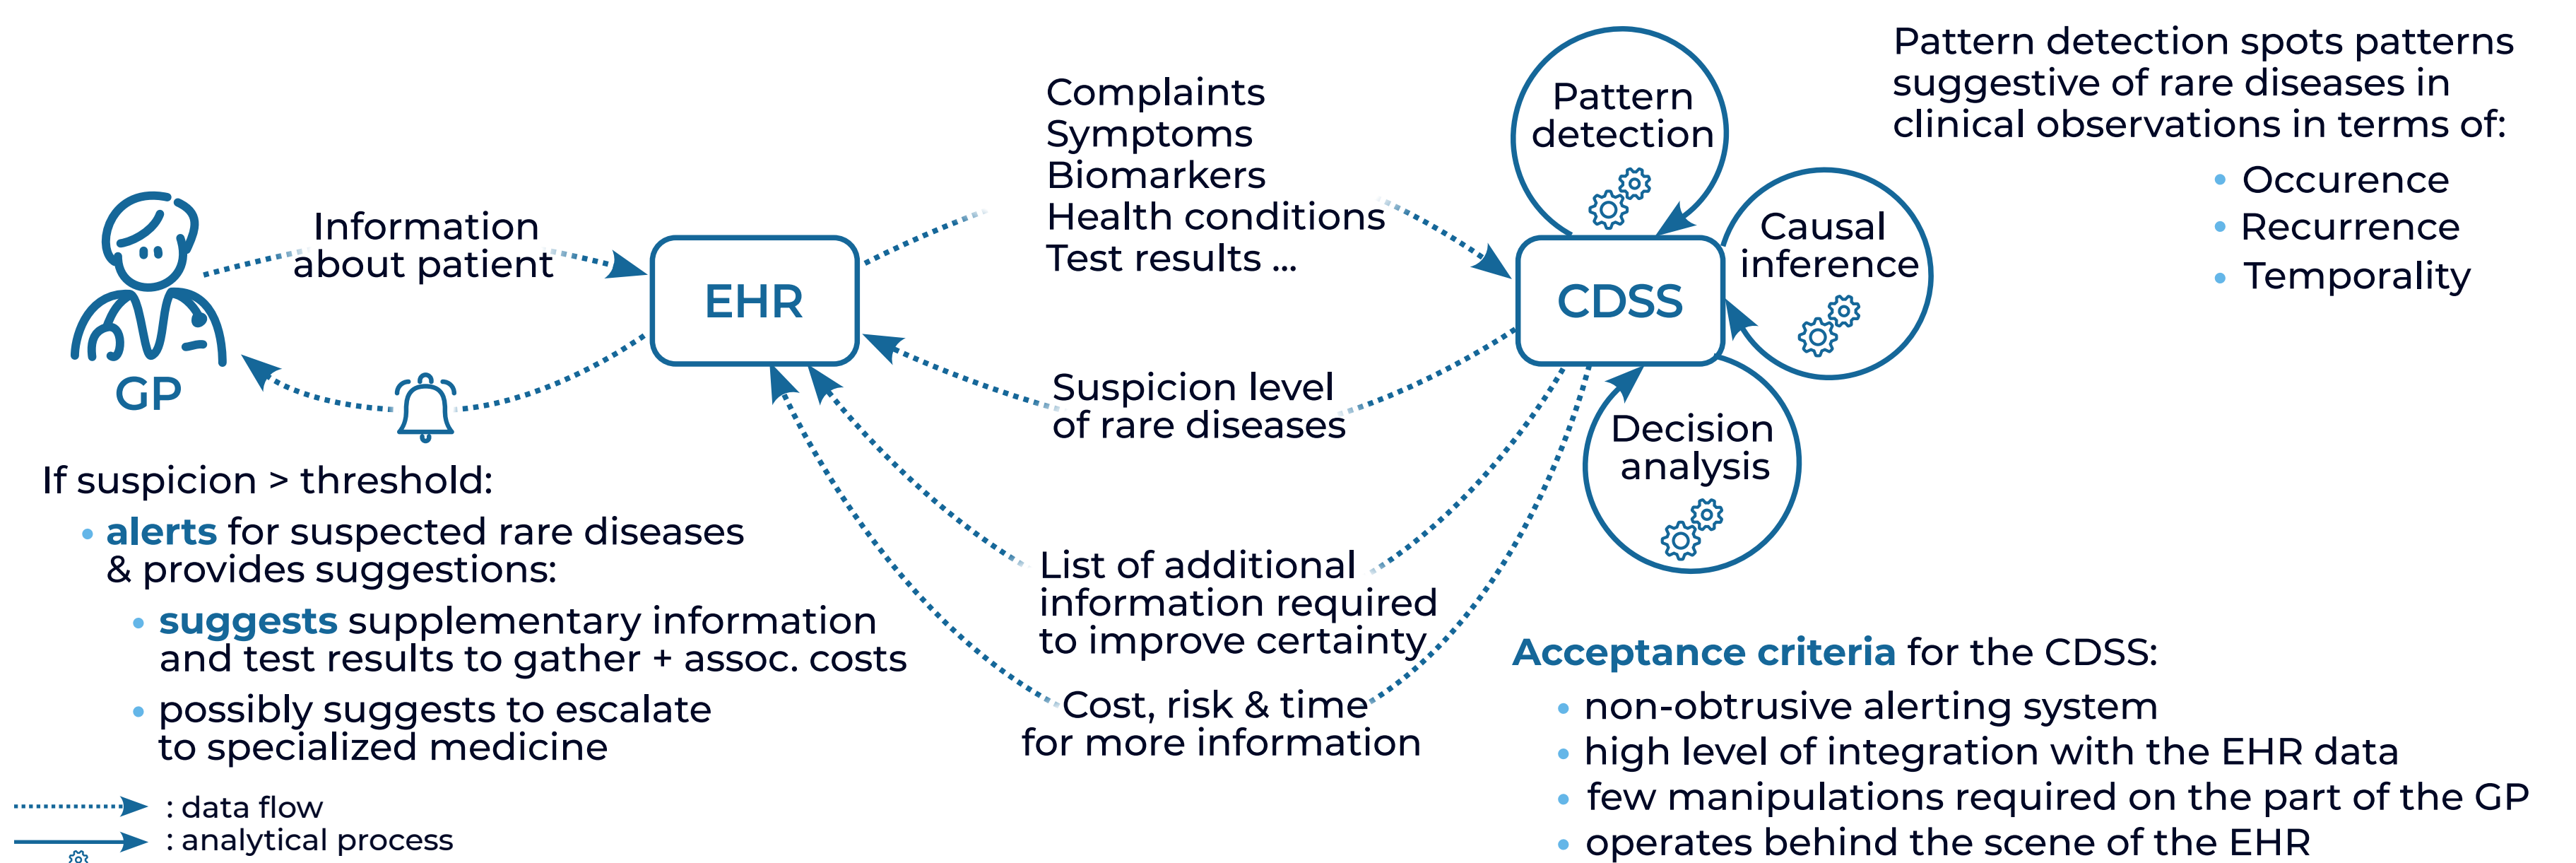 Information
about patient
GP
EHR
If suspicion > threshold:
• alerts for suspected rare diseases
& provides suggestions:
• suggests supplementary information
and test results to gather + assoc. costs
• possibly suggests to escalate
to specialized medicine
: data flow
: analytical process
Complaints
Symptoms
Biomarkers
Health conditions
Test results ...
Suspicion level
of rare diseases
List of additional
information required
to improve certainty
Cost, risk & time
for more information
Pattern
detection
Causal
inference
CDSS
Decision
analysis
Pattern detection spots patterns
suggestive of rare diseases in
clinical observations in terms of:
• Occurence
• Recurrence
• Temporality
Acceptance criteria for the CDSS:
• non-obtrusive alerting system
• high level of integration with the EHR data
• few manipulations required on the part of the GP
• operates behind the scene of the EHR